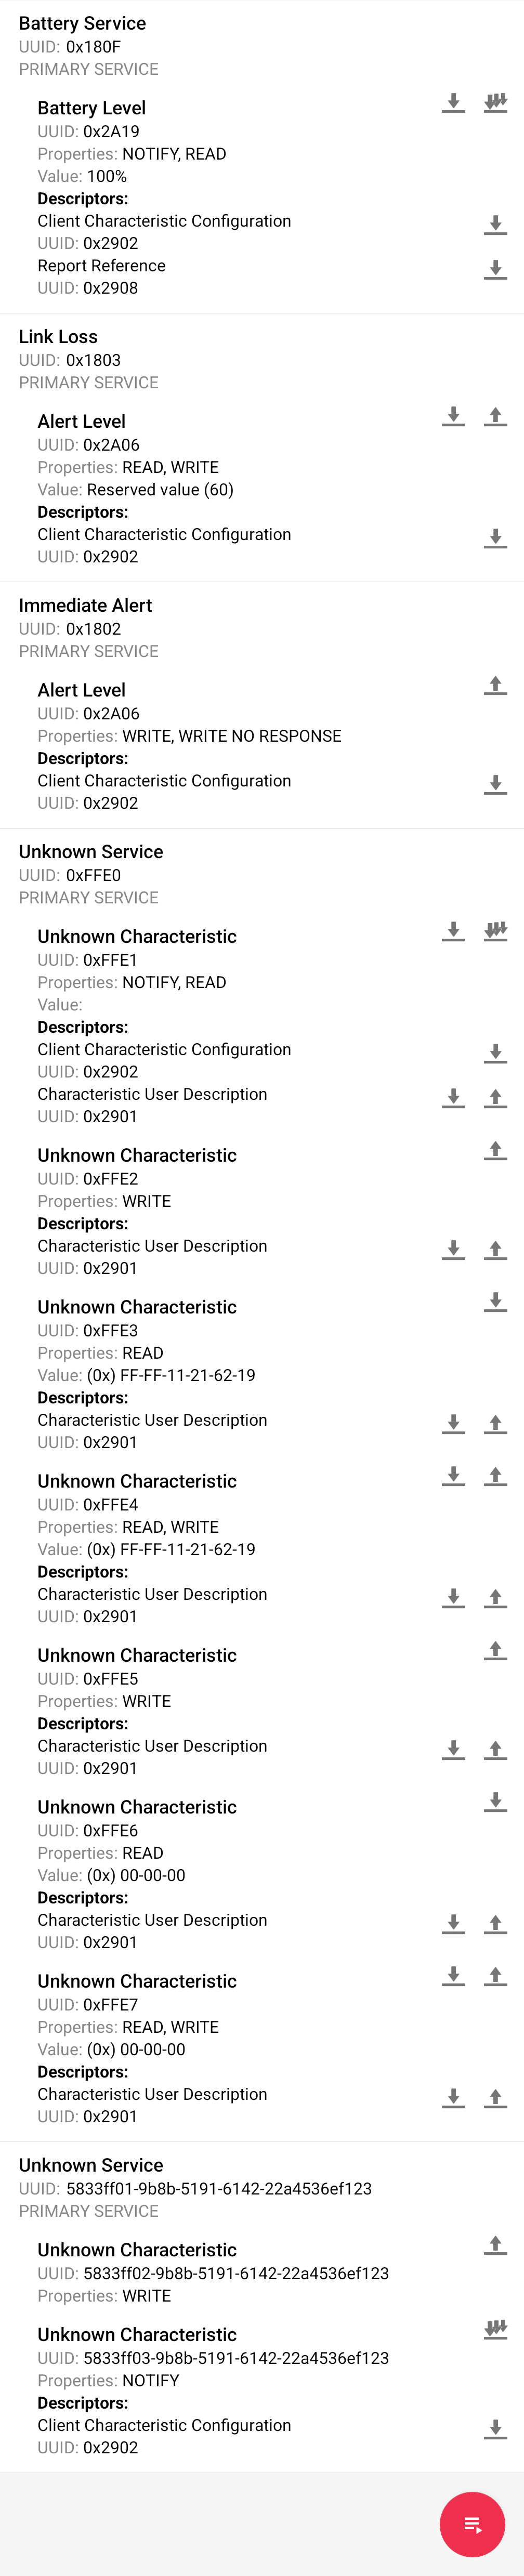 Battery Service
UUID: 0x180F
PRIMARY SERVICE
Battery Level
UUID: 0x2A19
Properties: NOTIFY, READ
Value: 100%
Descriptors:
Client Characteristic Configuration
UUID: 0x2902
Report Reference
UUID: 0x2908
Link Loss
UUID: 0x1803
PRIMARY SERVICE
Alert Level
UUID: 0x2A06
Properties: READ, WRITE
Value: Reserved value (60)
Descriptors:
Client Characteristic Configuration
UUID: 0x2902
Immediate Alert
UUID: 0x1802
PRIMARY SERVICE
Alert Level
UUID: 0x2A06
Properties: WRITE, WRITE NO RESPONSE
Descriptors:
Client Characteristic Configuration
UUID: 0x2902
Unknown Service
UUID: 0xFFE0
PRIMARY SERVICE
Unknown Characteristic
UUID: 0xFFE1
Properties: NOTIFY, READ
Value:
Descriptors:
Client Characteristic Configuration
UUID: 0x2902
Characteristic User Description
UUID: 0x2901
Unknown Characteristic
UUID: 0xFFE2
Properties: WRITE
Descriptors:
Characteristic User Description
UUID: 0x2901
Unknown Characteristic
UUID: 0xFFE3
Properties: READ
Value: (0x) FF-FF-11-21-62-19
Descriptors:
Characteristic User Description
UUID: 0x2901
Unknown Characteristic
UUID: 0xFFE4
Properties: READ, WRITE
Value: (0x) FF-FF-11-21-62-19
Descriptors:
Characteristic User Description
UUID: 0x2901
Unknown Characteristic
UUID: 0xFFE5
Properties: WRITE
Descriptors:
Characteristic User Description
UUID: 0x2901
Unknown Characteristic
UUID: 0xFFE6
Properties: READ
Value: (0x) 00-00-00
Descriptors:
Characteristic User Description
UUID: 0x2901
Unknown Characteristic
UUID: 0xFFE7
Properties: READ, WRITE
Value: (0x) 00-00-00
Descriptors:
Characteristic User Description
UUID: 0x2901
Unknown Service
UUID: 5833ff01-9b8b-5191-6142-22a4536ef123
PRIMARY SERVICE
Unknown Characteristic
UUID: 5833ff02-9b8b-5191-6142-22a4536ef123
Properties: WRITE
Unknown Characteristic
UUID: 5833ff03-9b8b-5191-6142-22a4536ef123
Properties: NOTIFY
Descriptors:
Client Characteristic Configuration
UUID: 0x2902